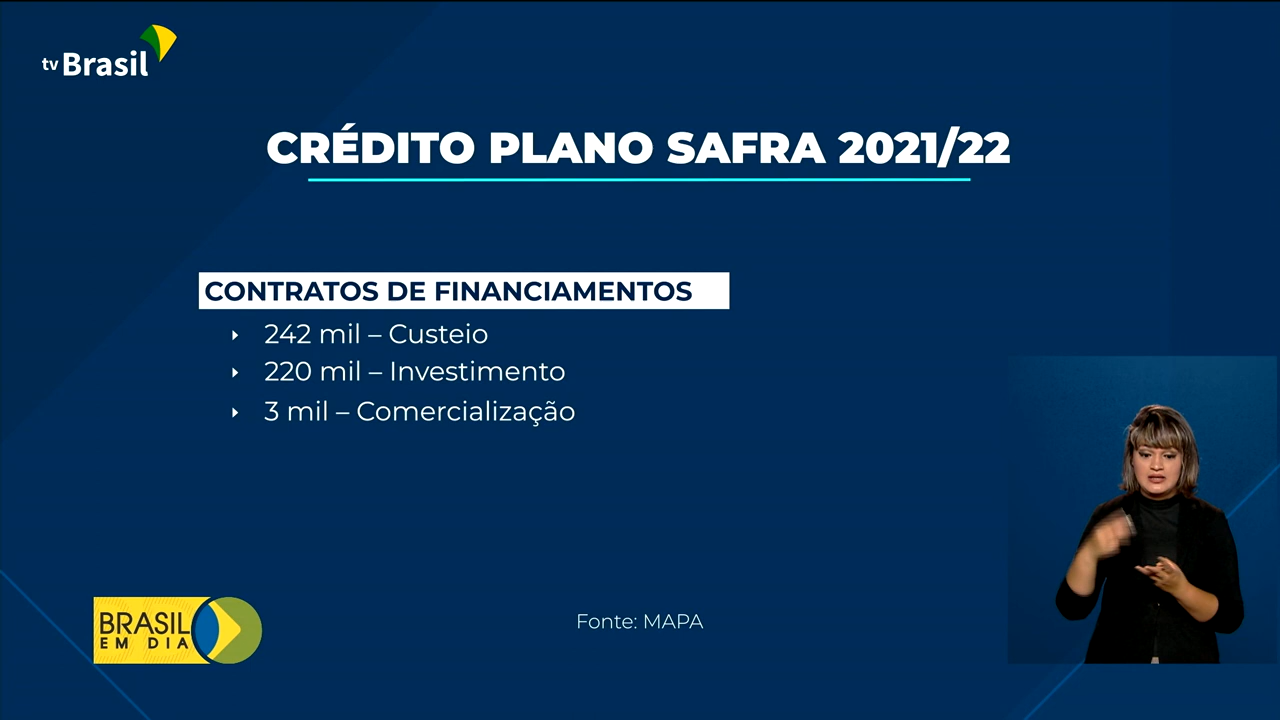 tv Brasil
CRÉDITO PLANO SAFRA 2021/22
CONTRATOS DE FINANCIAMENTOS
242 mil – Custeio
220 mil – Investimento
3 mil – Comercialização
BRASIL
EM DIA
Fonte: MAPA